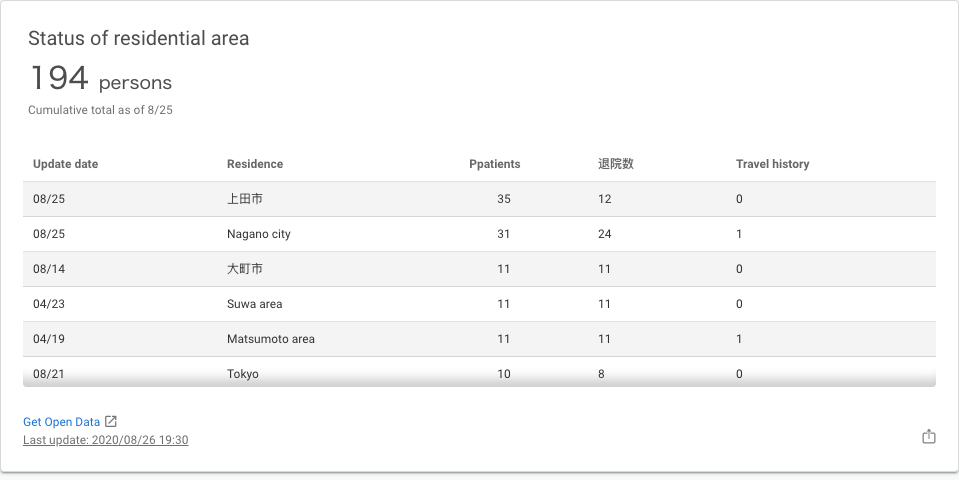 Status of residential area
194 persons
Cumulative total as of 8/25
Update date Residence Ppatients 退院数 Travel history
08/25 上田市 35 12 0
08/25 Nagano city 31 24 1
08/14 大町市 11 11 0
04/23 Suwa area 11 11 0
04/19 Matsumoto area 11 11 1
08/21 Tokyo 10 8 0
Get Open Data
Last update: 2020/08/26 19:30